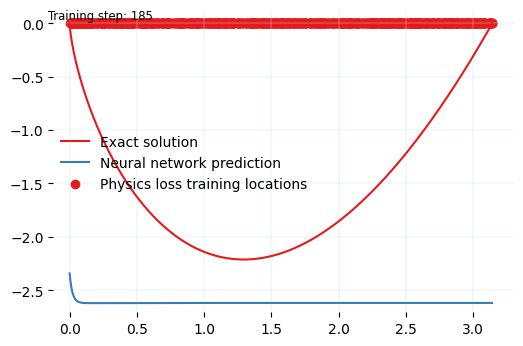 Training step: 185
0.0
−0.5
−1.0
−1.5
−2.0
−2.5
Exact solution
Neural network prediction
Physics loss training locations
0.0 0.5 1.0 1.5 2.0 2.5 3.0